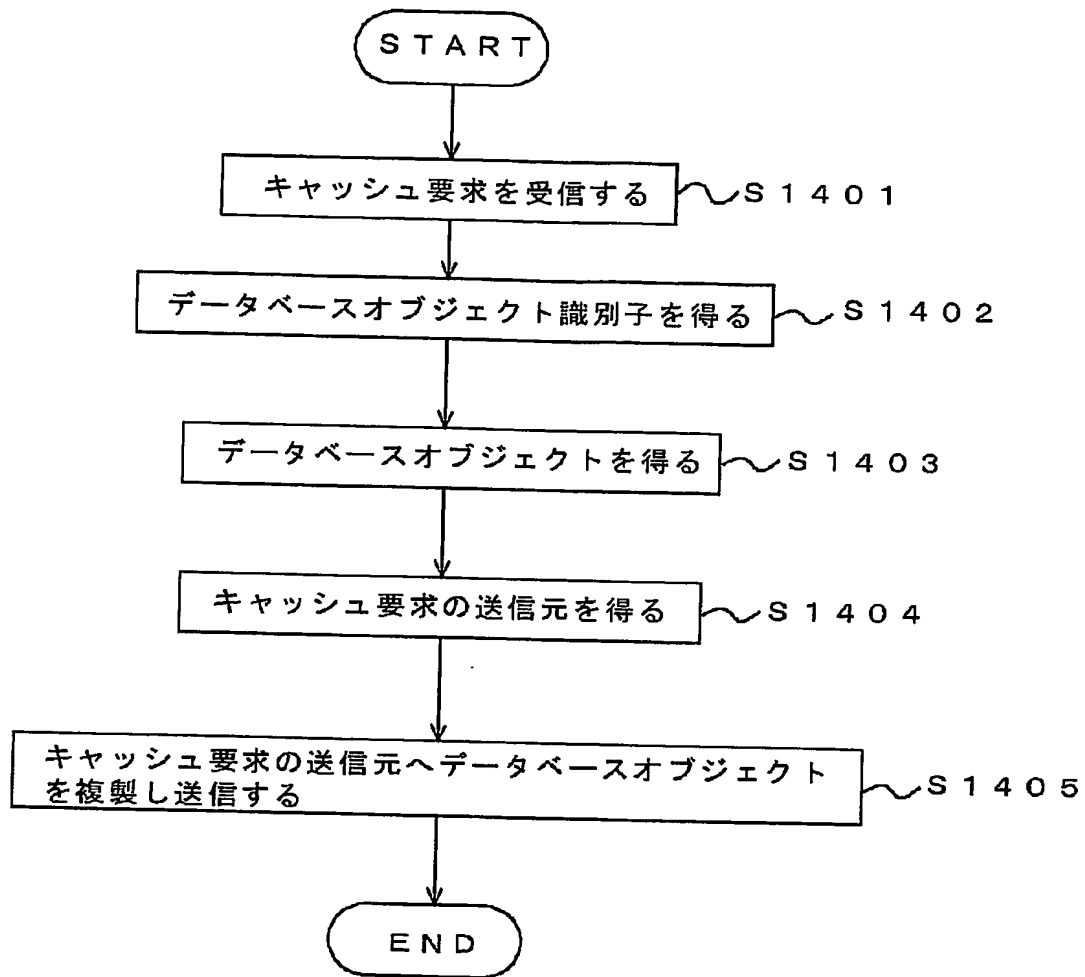 START
キャッシュ要求を受信する
S1401
データベースオブジェクト識別子を得る
S1402
データベースオブジェクトを得る
S1403
キャッシュ要求の送信元を得る
S1404
キャッシュ要求の送信元へデータベースオブジェクト
を複製し送信する
S1405
END